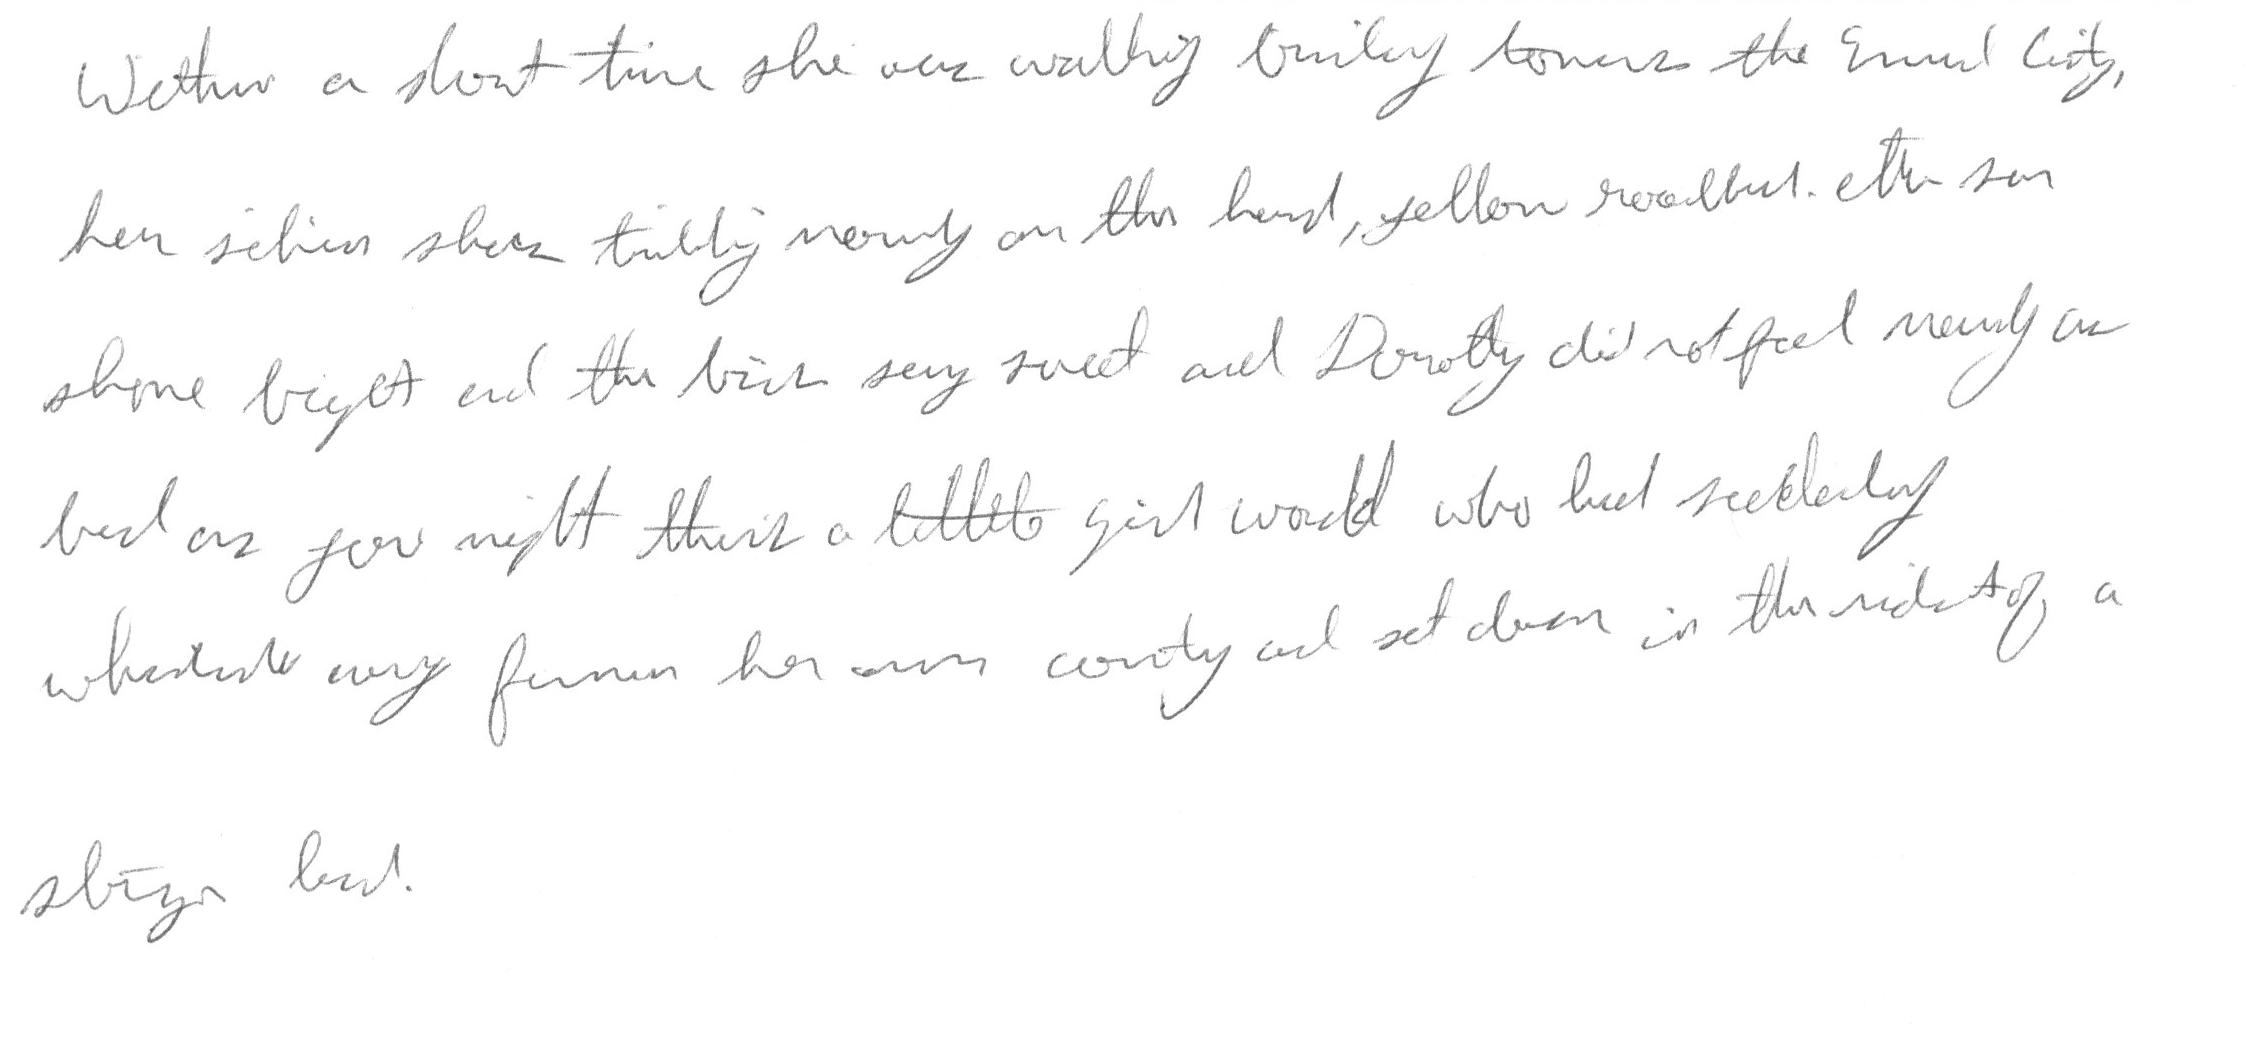 Within a short time she was walking briskly towards the Emerald City,
her silver shoes tinkling merrily on the hard, yellow roadbed. The sun
shone bright and the birds sang sweet and Dorothy did not feel nearly as
bad as you might think a little girl would who had suddenly
whisked away from her own country and set down in the midst of a
strange land.